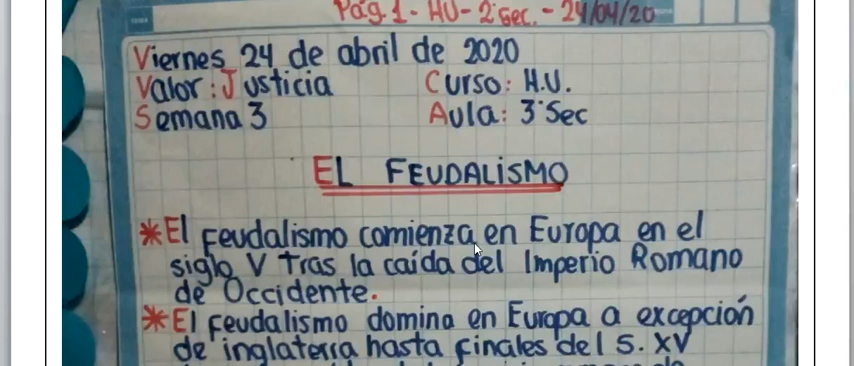 Pág. 1 - HU - 2°Sec. - 24/04/20
Viernes 24 de abril de 2020
Valor: Justicia Curso: H.U.
Semana 3 Aula: 3°Sec
EL FEUDALISMO
*El Feudalismo comienza en Europa en el
siglo V tras la caída del Imperio Romano
de Occidente.
*El feudalismo domina en Europa a excepción
de inglaterra hasta finales del S. XV